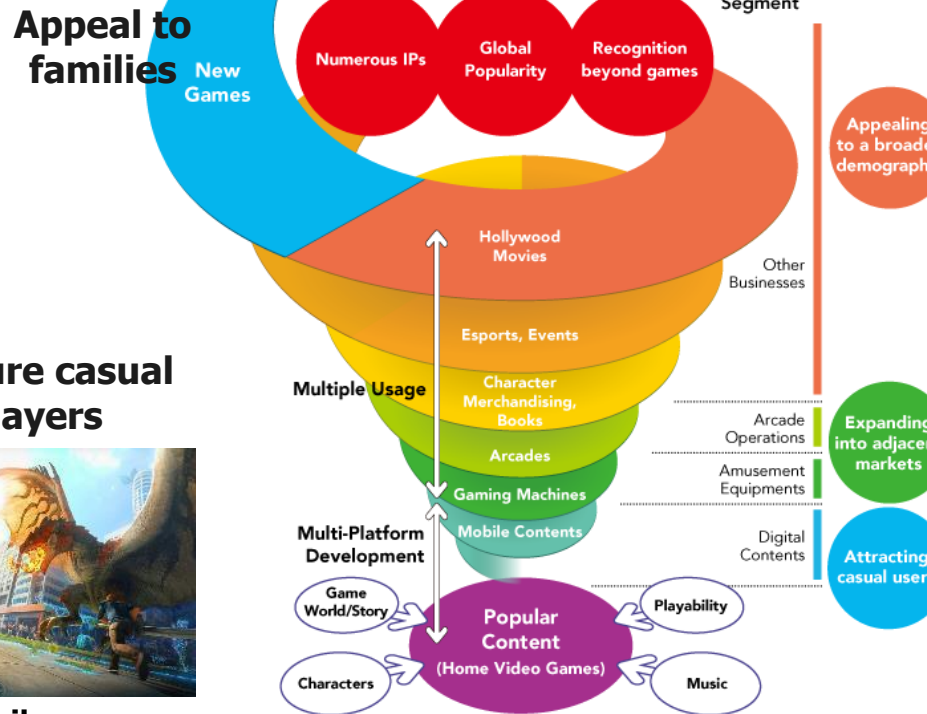 Segment
Appeal to
families
New
Games
Numerous IPs
Global
Popularity
Recognition
beyond games
Appealing
to a broade
demograph
Hollywood
Movies
Other
Businesses
Esports, Events
ure casual
ayers
Multiple Usage
Character
Merchandising,
Books
Arcades
Arcade
Operations
Expanding
into adjacen
markets
Gaming Machines
Amusement
Equipments
Multi-Platform
Development
Mobile Contents
Digital
Contents
Attracting
casual user
Game
World/Story
Playability
Popular
Content
(Home Video Games)
Characters
Music